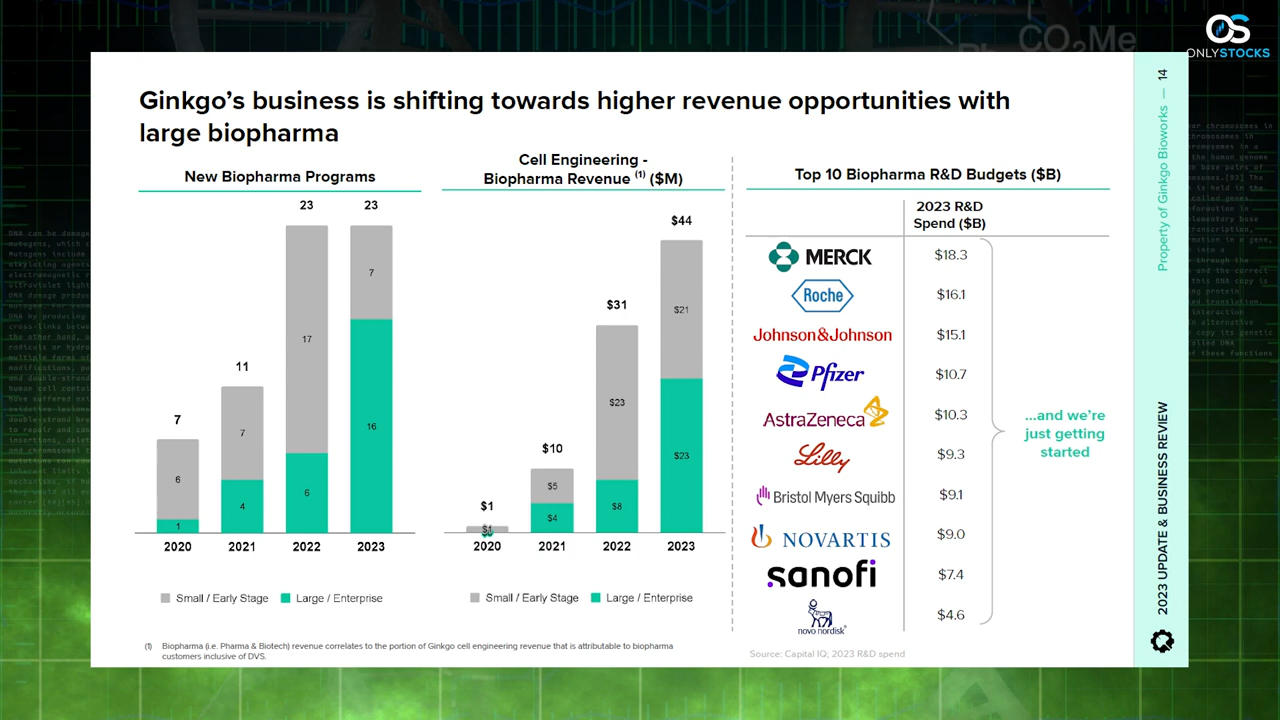 OS
ONLYSTOCKS
CO₂Me
Ginkgo's business is shifting towards higher revenue opportunities with
large biopharma
New Biopharma Programs
7
6
1
2020
11
7
4
2021
23
17
6
2022
23
7
16
2023
Small / Early Stage
Large / Enterprise
Cell Engineering -
Biopharma Revenue (1) ($M)
$1
$1
2020
$10
$5
$4
2021
$31
$23
$8
2022
$44
$21
$23
2023
Small / Early Stage
Large / Enterprise
Top 10 Biopharma R&D Budgets ($B)
2023 R&D
Spend ($B)
MERCK $18.3
Roche $16.1
Johnson&Johnson $15.1
Pfizer $10.7
AstraZeneca $10.3
Lilly $9.3
Bristol Myers Squibb $9.1
NOVARTIS $9.0
sanofi $7.4
novo nordisk® $4.6
...and we're
just getting
started
(1) Biopharma (i.e. Pharma & Biotech) revenue correlates to the portion of Ginkgo cell engineering revenue that is attributable to biopharma
customers inclusive of DVS.
Source: Capital IQ; 2023 R&D spend
2023 UPDATE & BUSINESS REVIEW
Property of Ginkgo Bioworks — 14